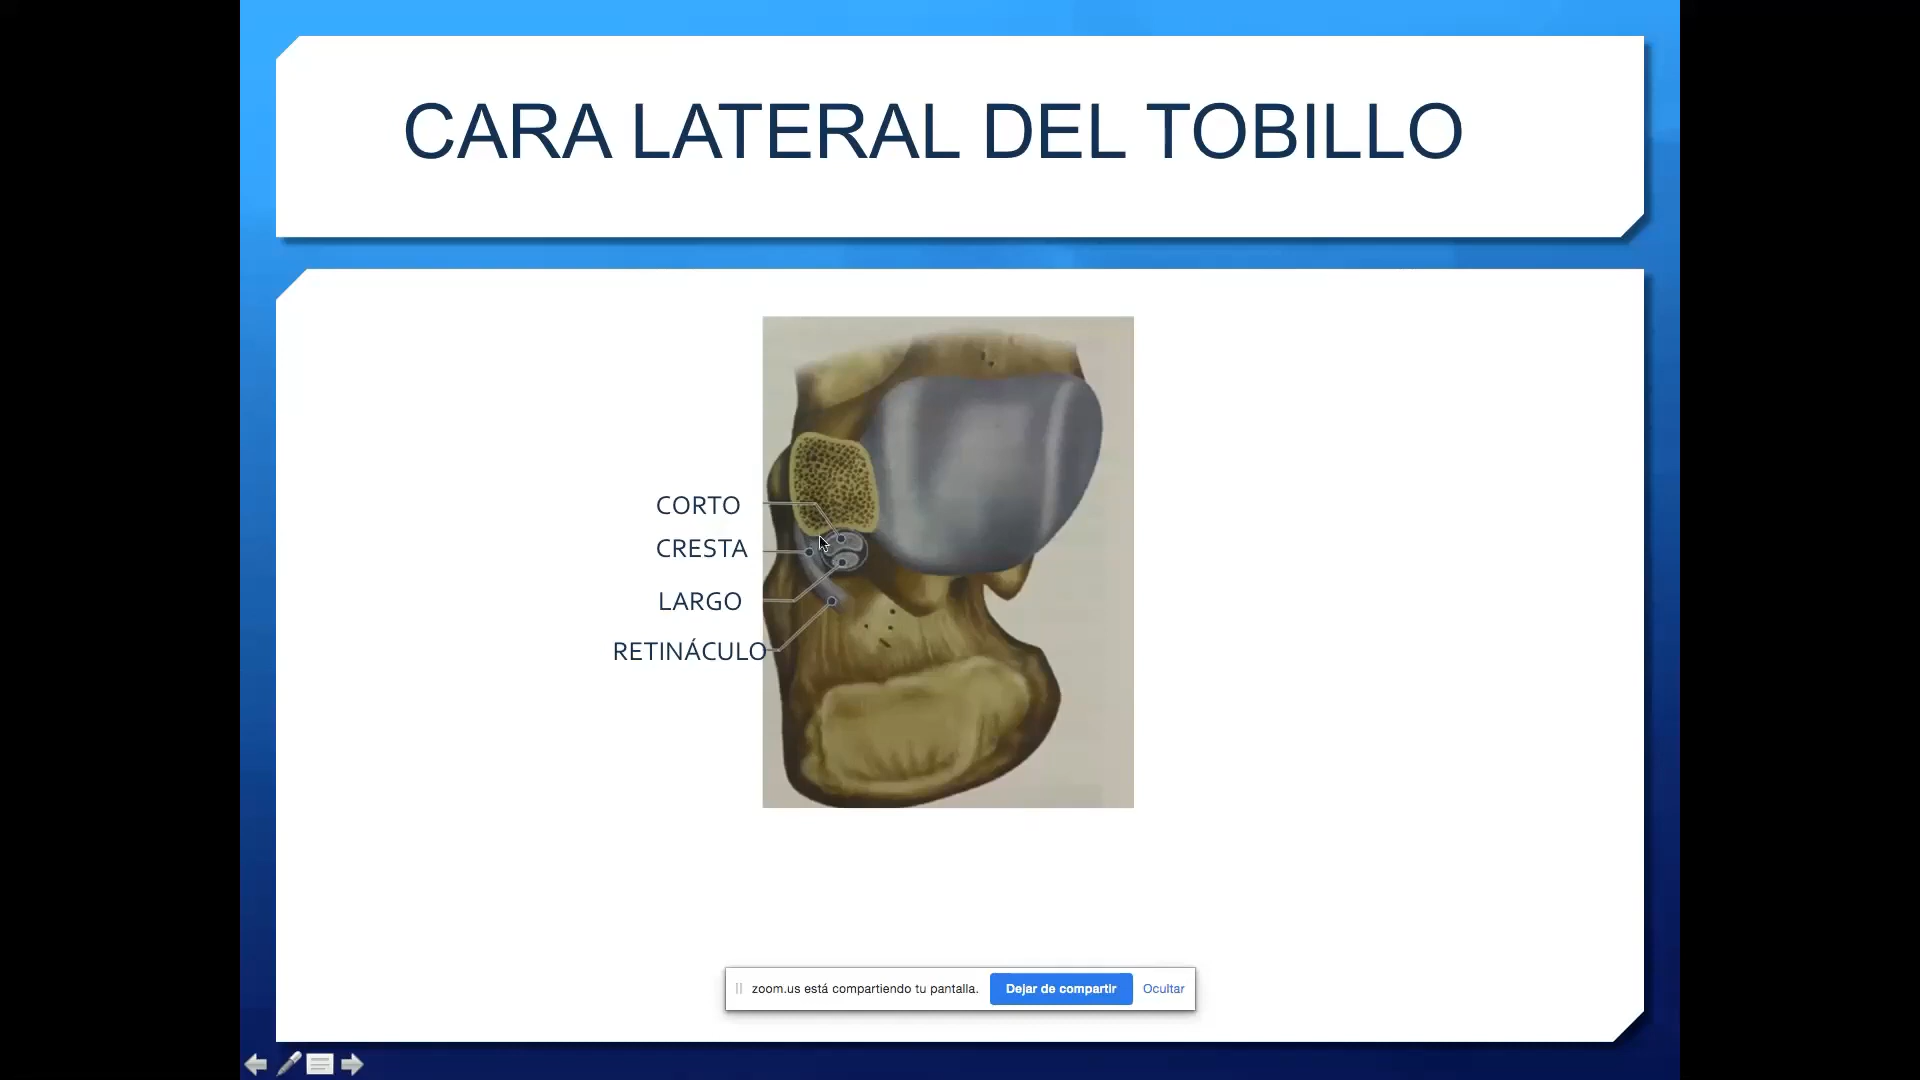 CARA LATERAL DEL TOBILLO
CORTO
CRESTA
LARGO
RETINÁCULO
zoom.us está compartiendo tu pantalla. Dejar de compartir Ocultar